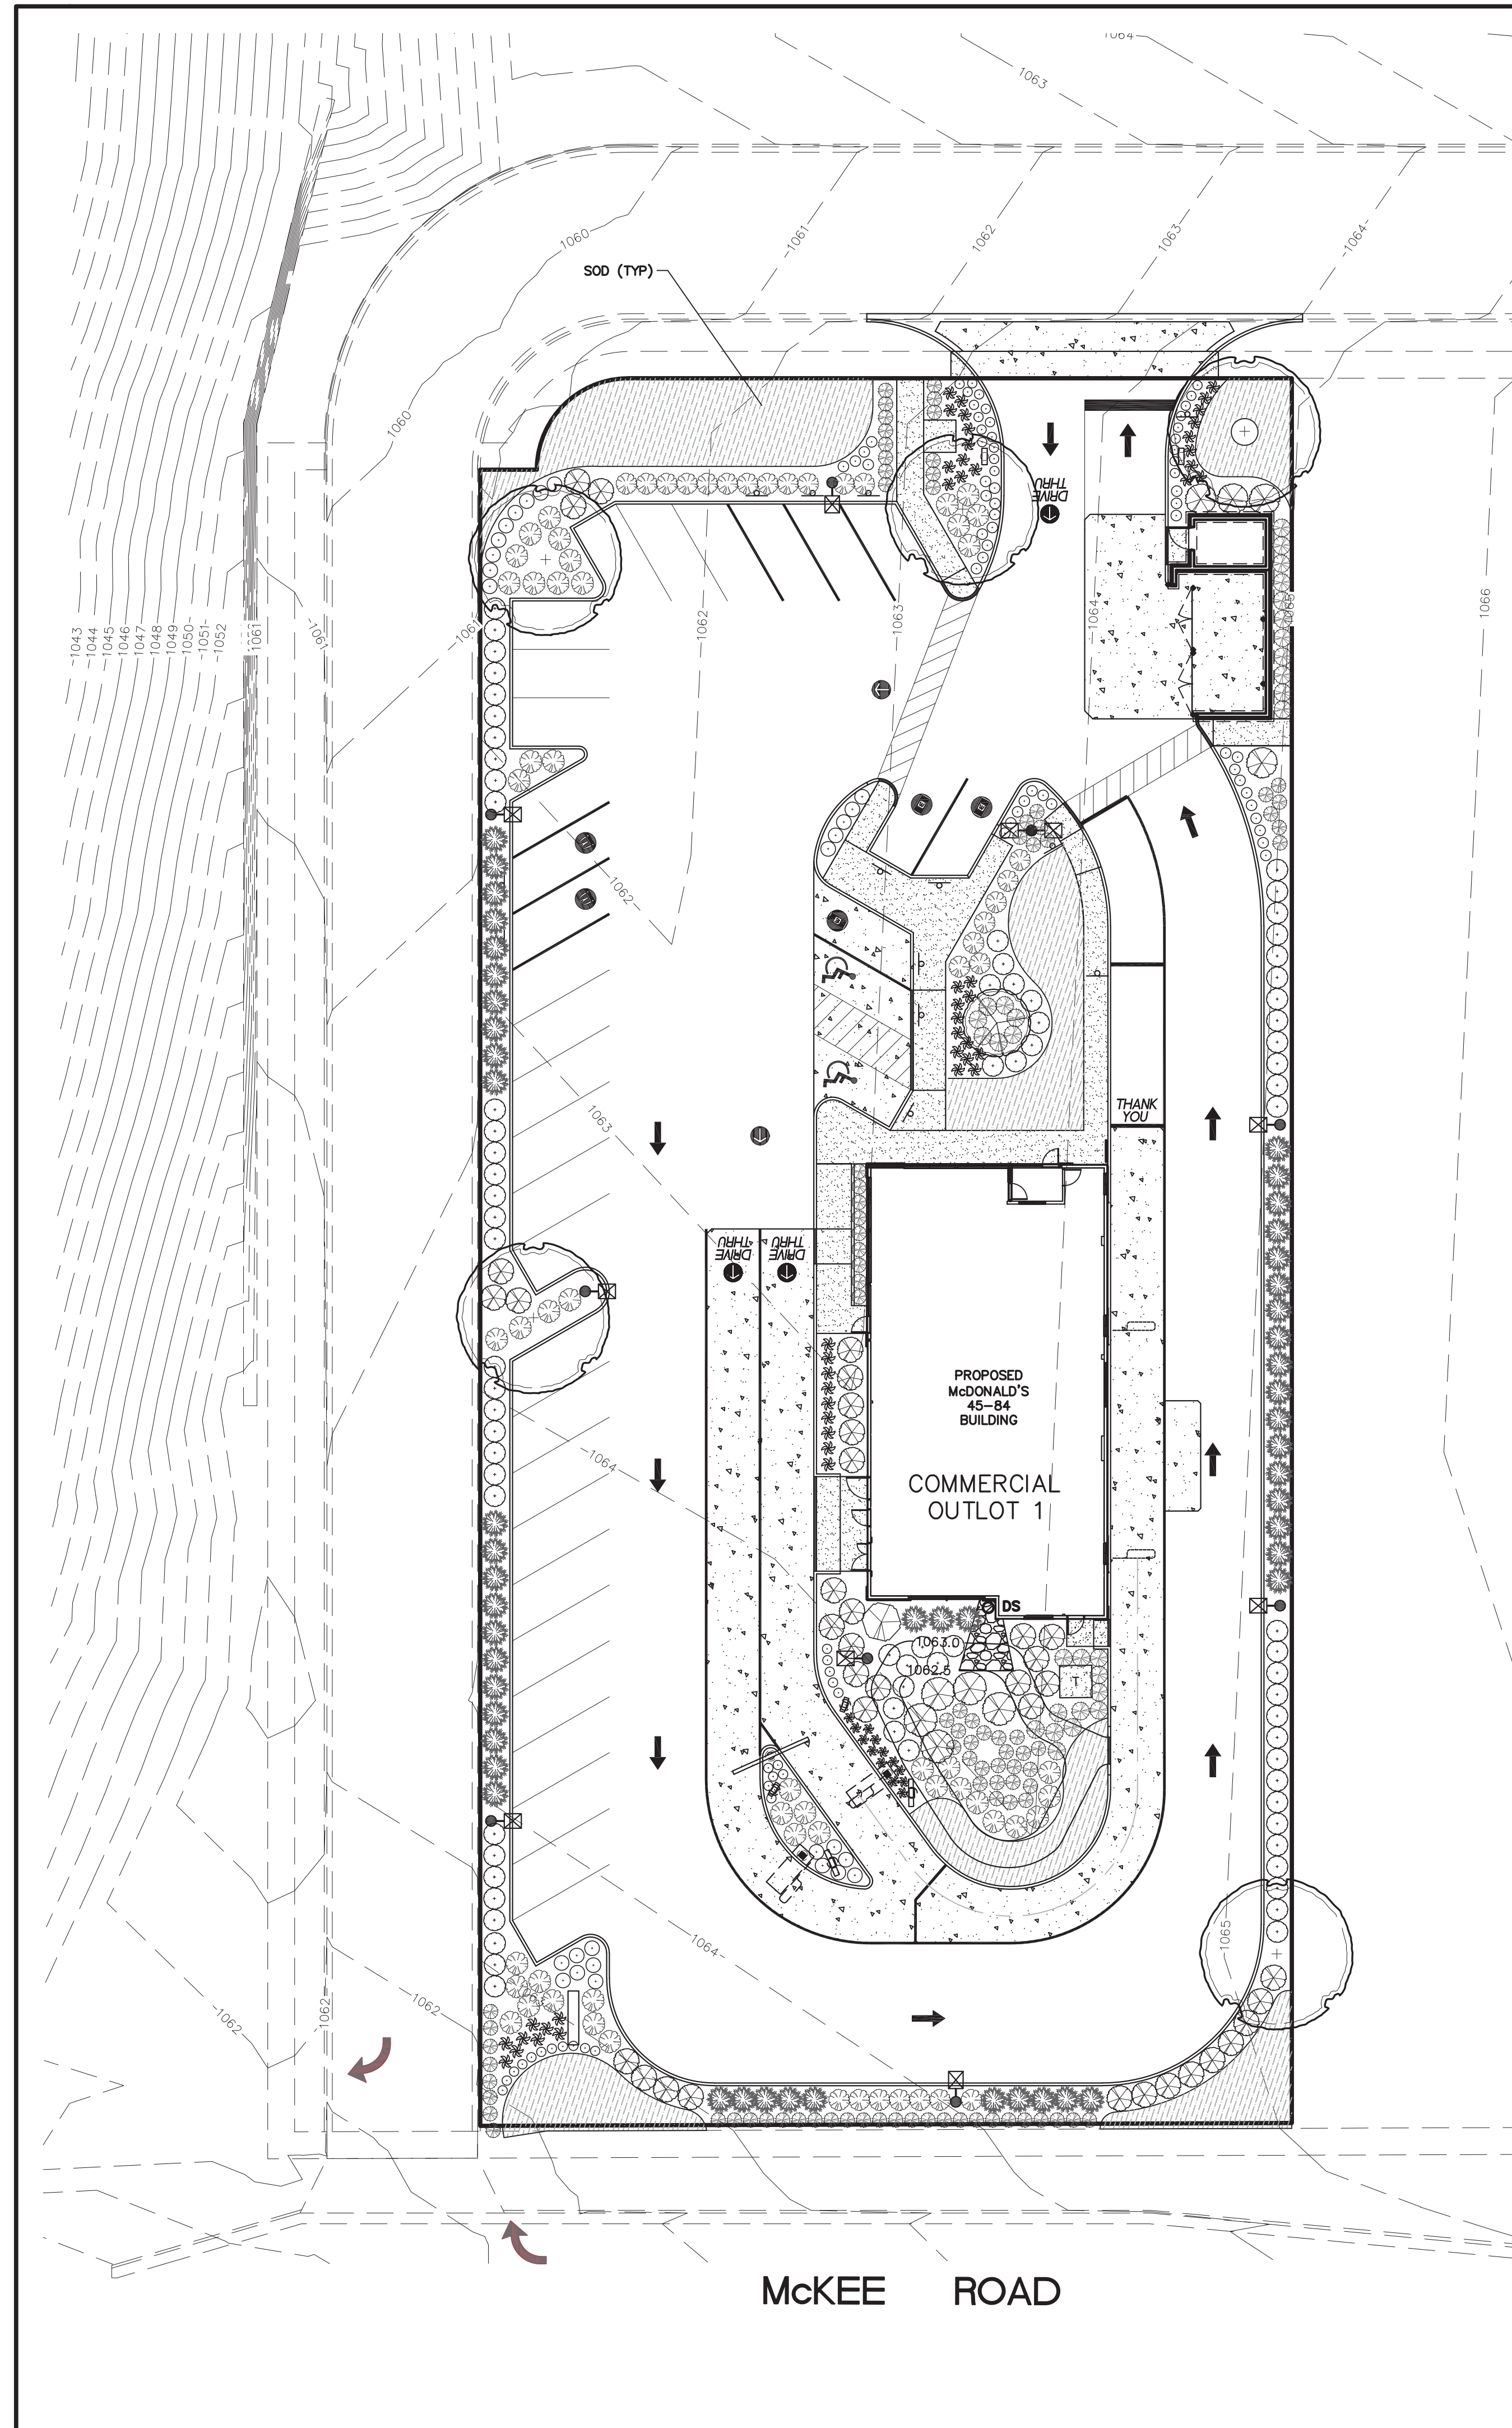 1064
1063
1060
1061
1062
1063
1064
SOD (TYP)
1060
DRIVE
THRU
1043
1044
1045
1046
1047
1048
1049
1050
1051
1052
1061
1061
1061
1062
1063
1064
1065
1066
1062
1063
THANK
YOU
DRIVE
THRU
DRIVE
THRU
PROPOSED
McDONALD'S
45-84
BUILDING
1064
COMMERCIAL
OUTLOT 1
DS
1063.0
1062.5
T
1064
1065
1062
1062
1062
McKEE ROAD